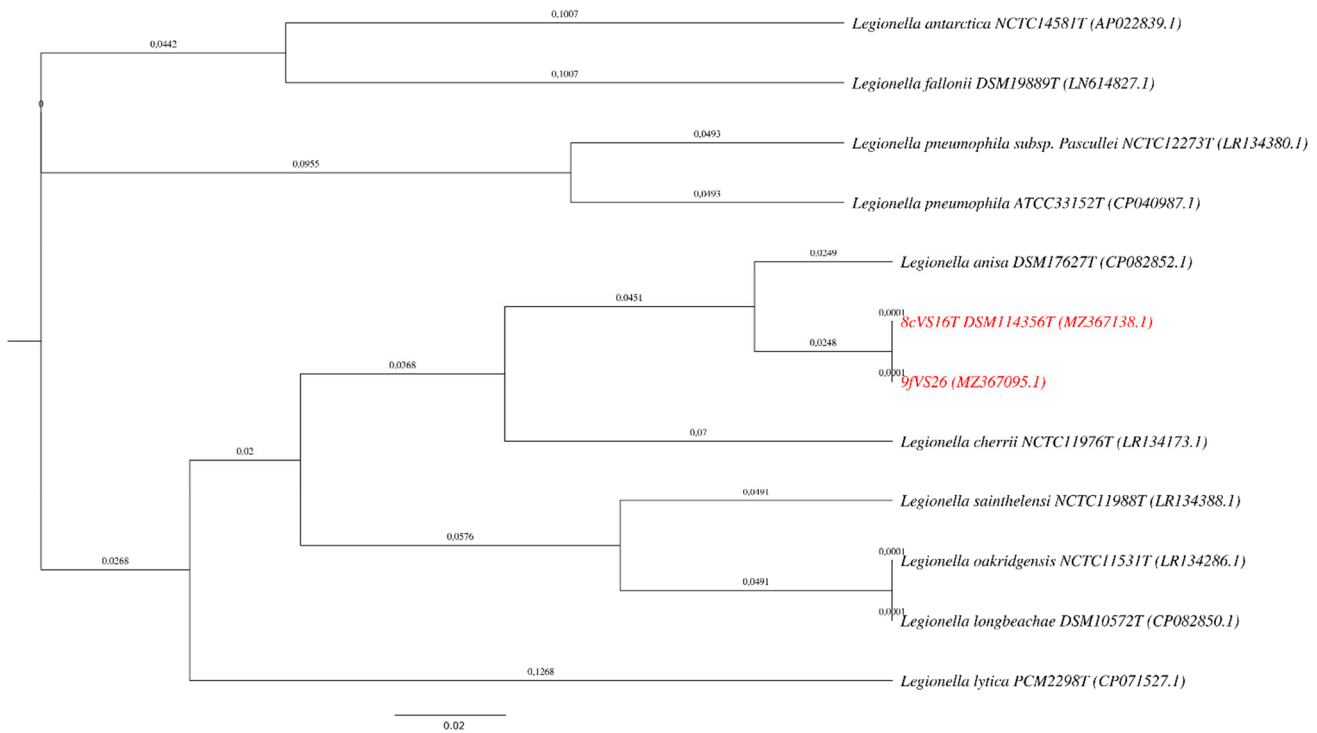 0,1007
Legionella antarctica NCTC14581T (AP022839.1)
0,0442
0,1007
Legionella fallonii DSM19889T (LN614827.1)
0
0,0493
Legionella pneumophila subsp. Pascullei NCTC12273T (LR134380.1)
0,0955
0,0493
Legionella pneumophila ATCC33152T (CP040987.1)
0,0249
Legionella anisa DSM17627T (CP082852.1)
0,0451
0,0001
8cVS16T DSM114356T (MZ367138.1)
0,0248
0,0001
9fVS26 (MZ367095.1)
0,0368
0,07
Legionella cherrii NCTC11976T (LR134173.1)
0,02
0,0491
Legionella sainthelensi NCTC11988T (LR134388.1)
0,0576
0,0001
Legionella oakridgensis NCTC11531T (LR134286.1)
0,0268
0,0491
0,0001
Legionella longbeachae DSM10572T (CP082850.1)
0,1268
Legionella lytica PCM2298T (CP071527.1)
0.02